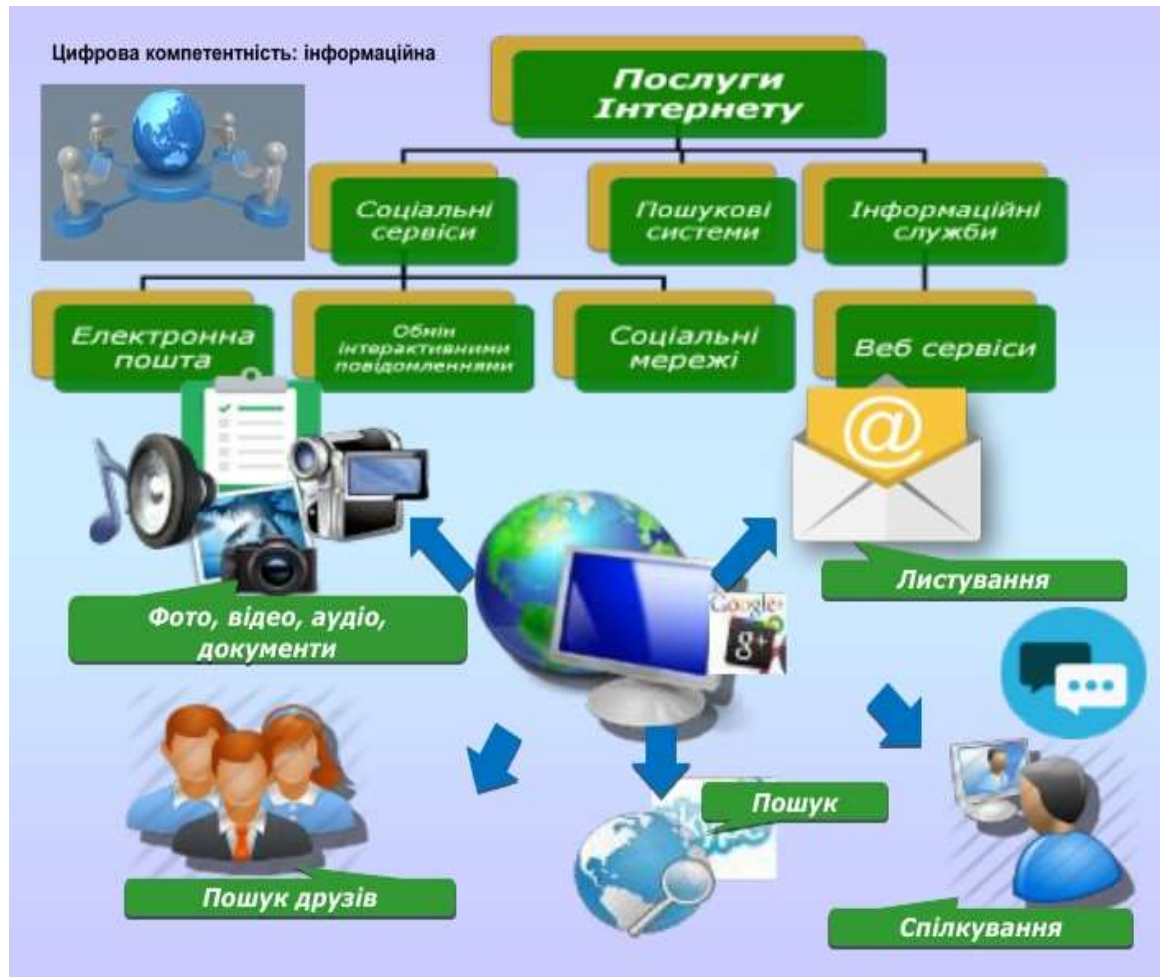 Цифрова компетентність: інформаційна
Послуги
Інтернету
Соціальні
сервіси
Пошукові
системи
Інформаційні
служби
Електронна
пошта
Обмін
інтерактивними
повідомленнями
Соціальні
мережі
Веб сервіси
@
Google+
g+
Листування
Фото, відео, аудіо,
документи
Пошук
Пошук друзів
Спілкування